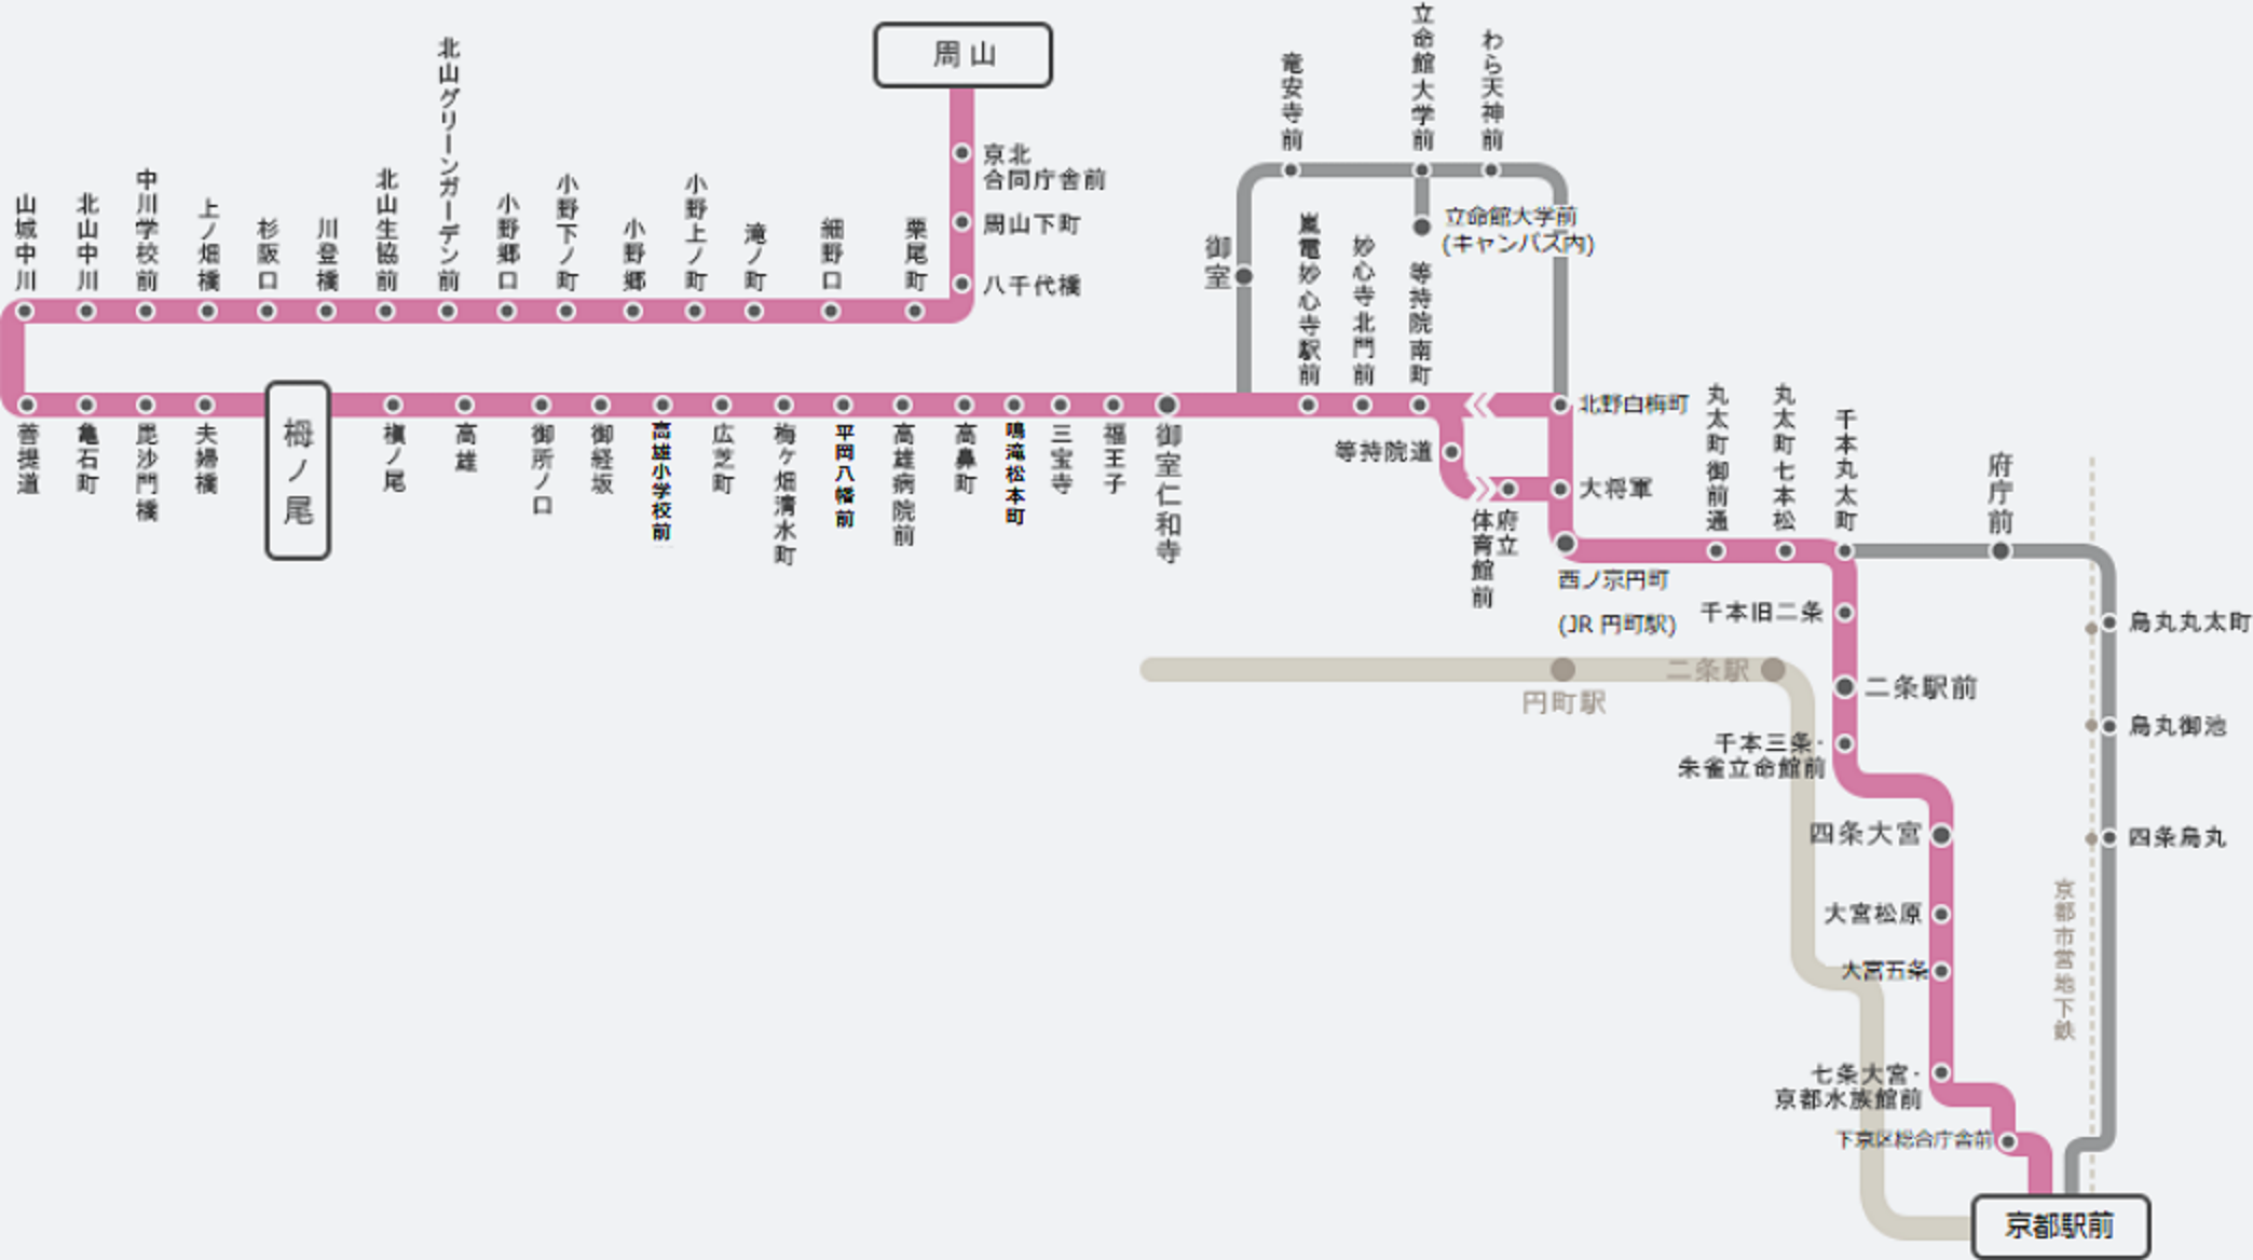 周山
京北
合同庁舎前
周山下町
八千代橋
栗尾町
細野口
滝ノ町
小野上ノ町
小野郷
小野下ノ町
小野郷口
北山グリーンガーデン前
北山生協前
川登橋
杉阪口
上ノ畑橋
中川学校前
北山中川
山城中川
菩提道
亀石町
毘沙門橋
夫婦橋
栂ノ尾
槇ノ尾
高雄
御所ノ口
御経坂
高雄小学校前
広芝町
梅ヶ畑清水町
平岡八幡前
高雄病院前
高鼻町
鳴滝松本町
三宝寺
福王子
御室仁和寺
御室
竜安寺前
立命館大学前
わら天神前
立命館大学前
(キャンパス内)
嵐電妙心寺駅前
妙心寺北門前
等持院南町
北野白梅町
等持院道
府立
体育館前
大将軍
西ノ京円町
(JR 円町駅)
丸太町御前通
丸太町七本松
千本丸太町
府庁前
千本旧二条
二条駅前
千本三条・
朱雀立命館前
四条大宮
大宮松原
大宮五条
七条大宮・
京都水族館前
下京区総合庁舎前
京都駅前
烏丸丸太町
烏丸御池
四条烏丸
京都市営地下鉄
円町駅
二条駅